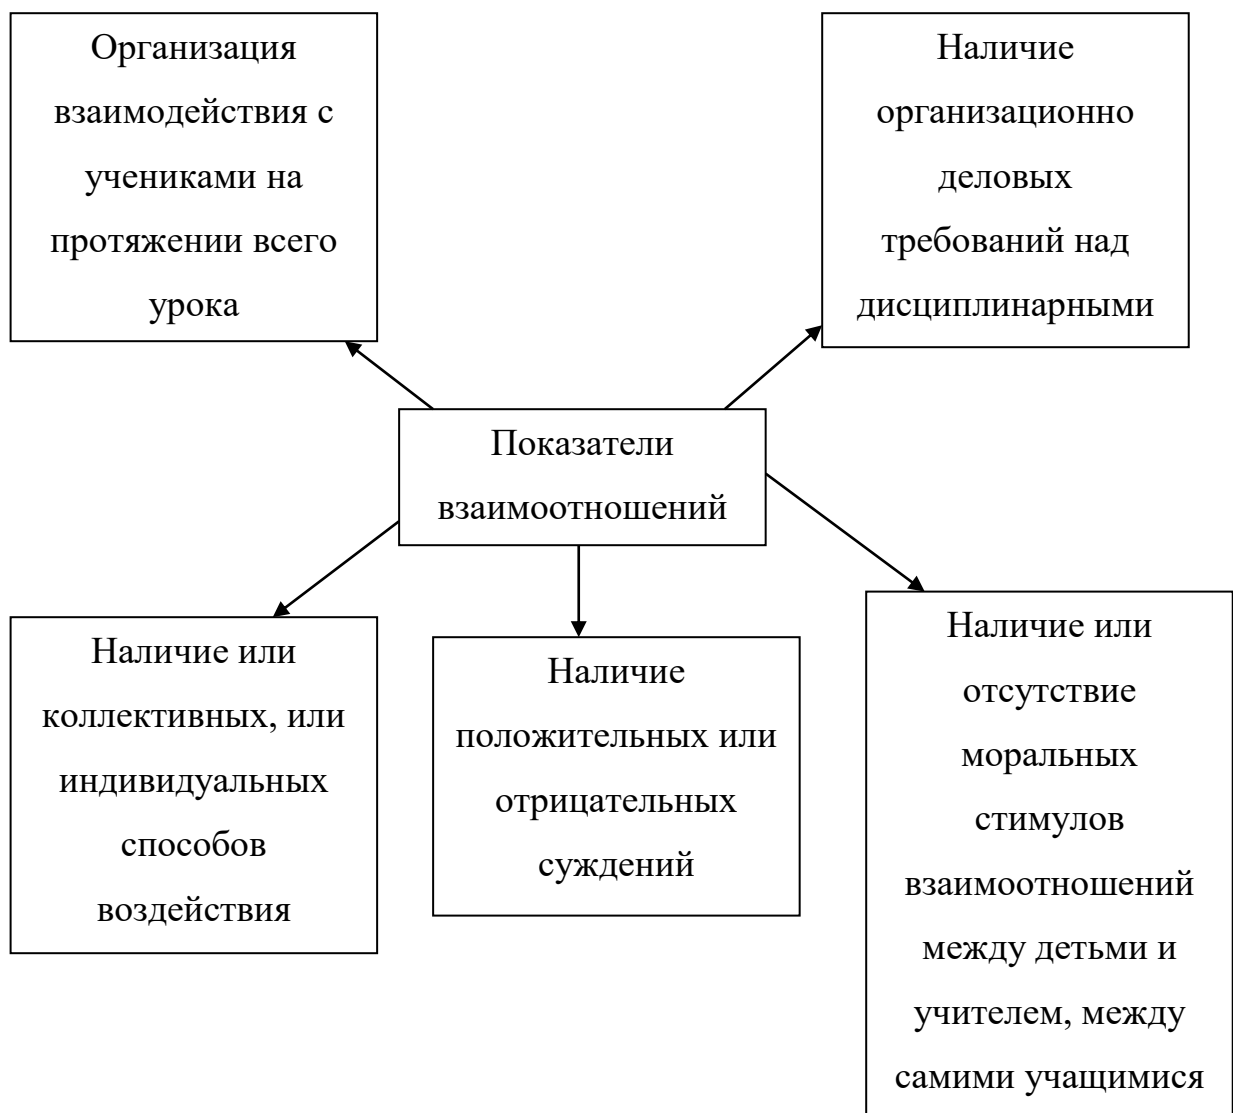 Организация
взаимодействия с
учениками на
протяжении всего
урока
Наличие
организационно
деловых
требований над
дисциплинарными
Показатели
взаимоотношений
Наличие или
коллективных, или
индивидуальных
способов
воздействия
Наличие
положительных или
отрицательных
суждений
Наличие или
отсутствие
моральных
стимулов
взаимоотношений
между детьми и
учителем, между
самими учащимися